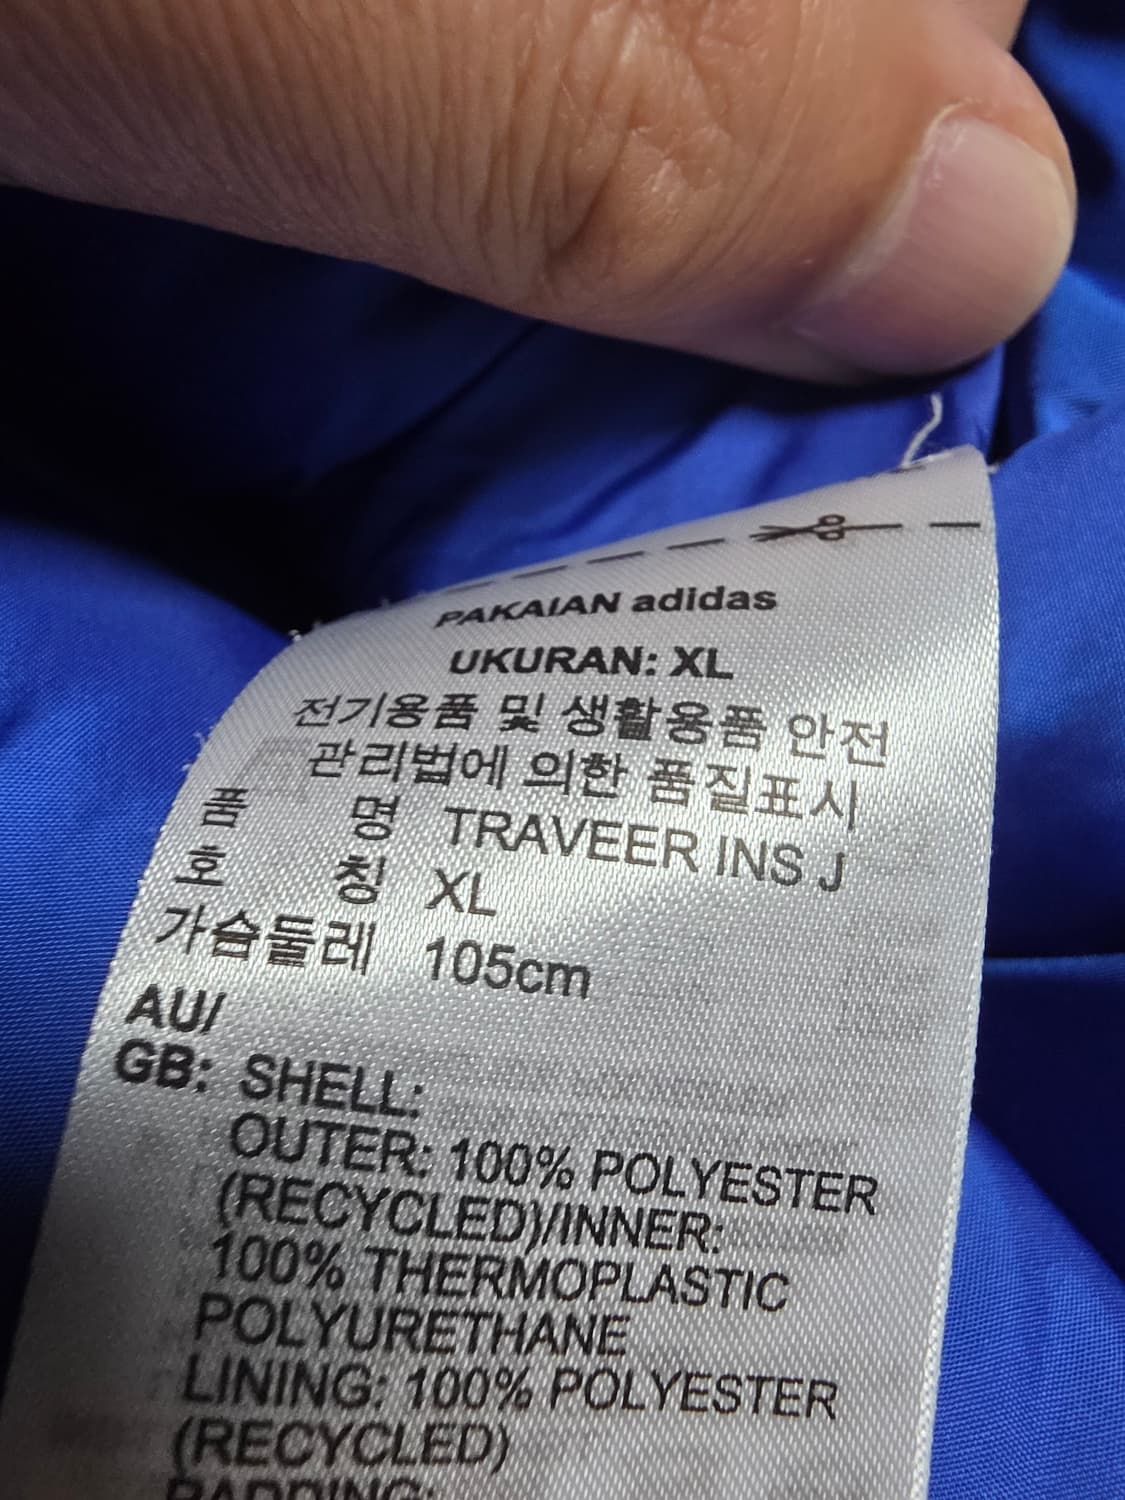 PAKAIAN adidas
UKURAN: XL
전기용품 및 생활용품 안전
관리법에 의한 품질표시
품 명 TRAVEER INS J
호 칭 XL
가슴둘레 105cm
AU/
GB: SHELL:
OUTER: 100% POLYESTER
(RECYCLED)/INNER:
100% THERMOPLASTIC
POLYURETHANE
LINING: 100% POLYESTER
(RECYCLED)
PADDING: